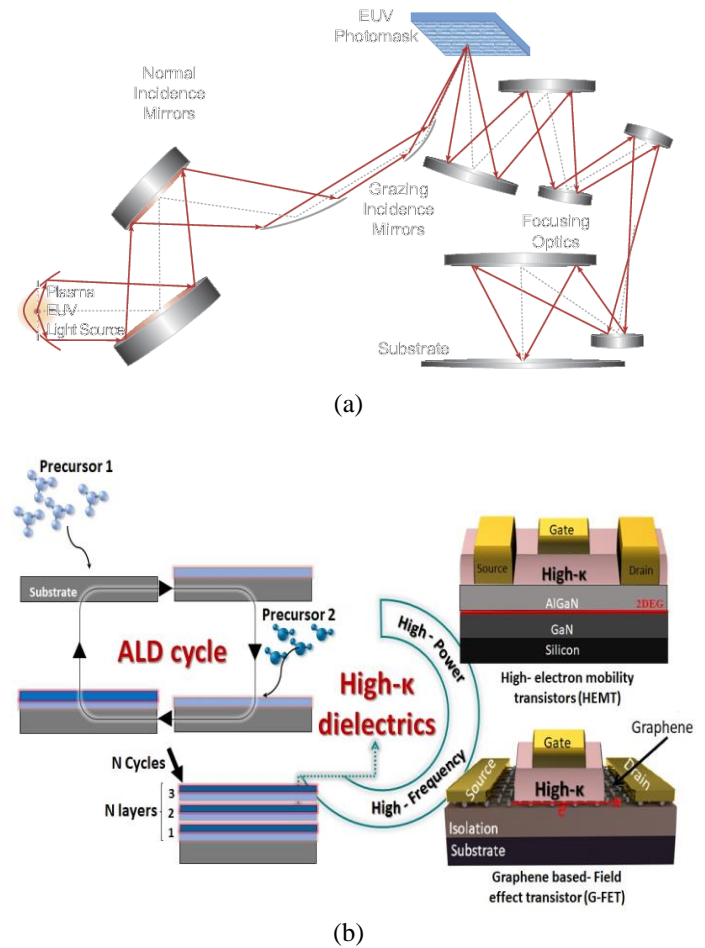 EUV
Photomask
Normal
Incidence
Mirrors
Grazing
Incidence
Mirrors
Focusing
Optics
Plasma
EUV
Light Source
Substrate
(a)
Precursor 1
Substrate
Precursor 2
ALD cycle
High-κ
dielectrics
High - Power
High - Frequency
N Cycles
N layers
3
2
1
Gate
Source
High-κ
Drain
AlGaN
2DEG
GaN
Silicon
High- electron mobility
transistors (HEMT)
Graphene
Gate
Source
Drain
High-κ
e
Isolation
Substrate
Graphene based- Field
effect transistor (G-FET)
(b)